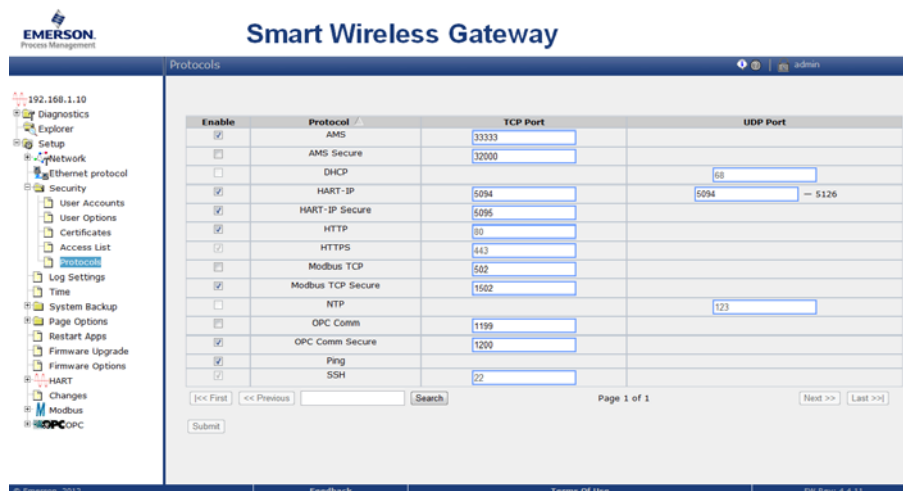 EMERSON.
Process Management
Smart Wireless Gateway
Protocols
admin
192.168.1.10
Diagnostics
Explorer
Setup
Network
Ethernet protocol
Security
User Accounts
User Options
Certificates
Access List
Protocols
Log Settings
Time
System Backup
Page Options
Restart Apps
Firmware Upgrade
Firmware Options
HART
Changes
Modbus
OPC OPC
Enable Protocol TCP Port UDP Port
AMS 33333
AMS Secure 32000
DHCP 68
HART-IP 5094 5094 — 5126
HART-IP Secure 5095
HTTP 80
HTTPS 443
Modbus TCP 502
Modbus TCP Secure 1502
NTP 123
OPC Comm 1199
OPC Comm Secure 1200
Ping
SSH 22
|<< First << Previous Search Page 1 of 1 Next >> Last >>|
Submit
© Emerson, 2012 Feedback Terms Of Use